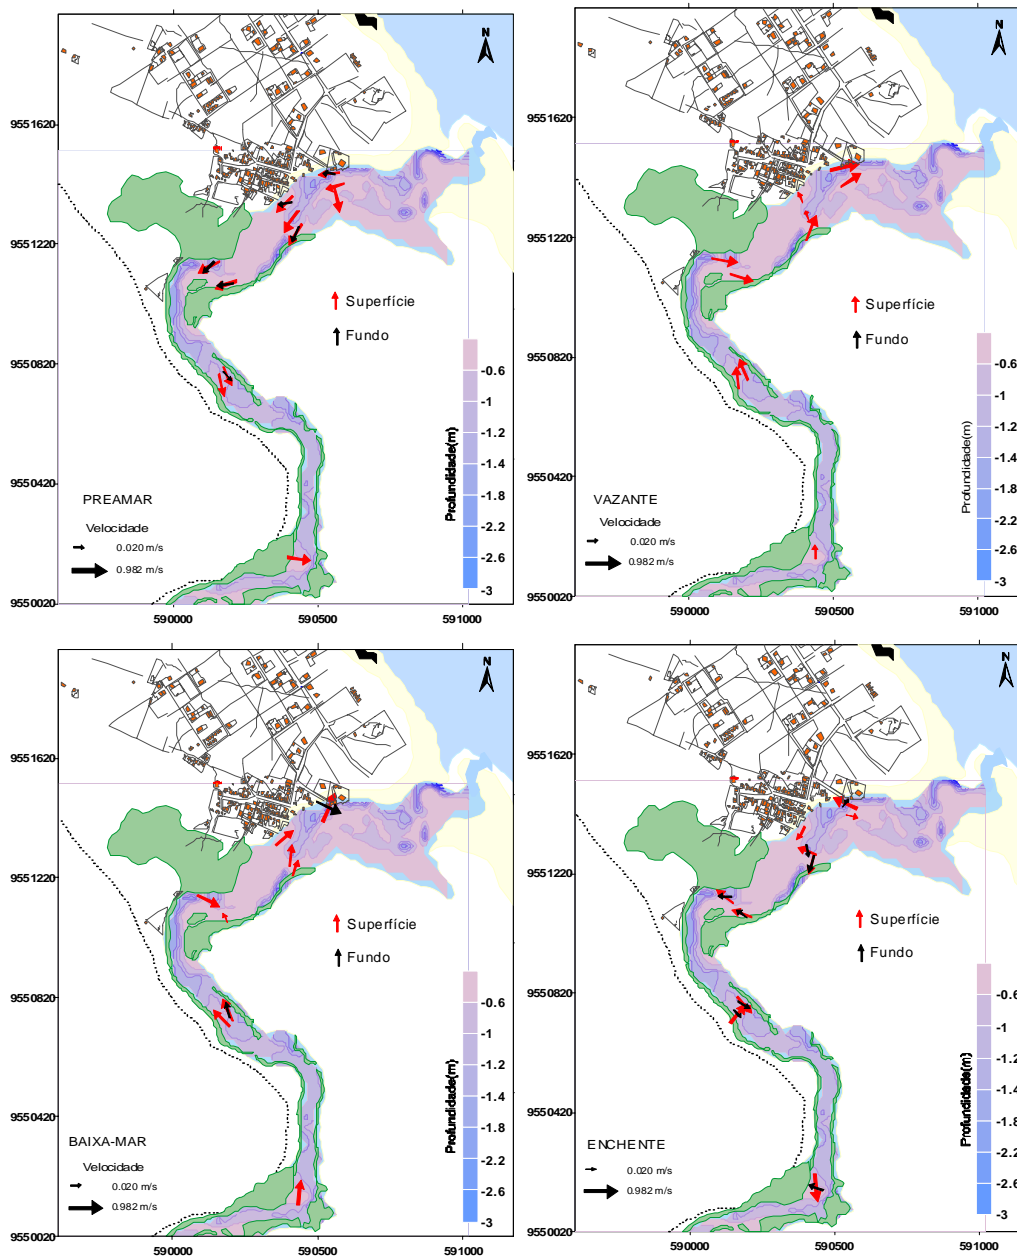 N
9551620
9551220
9550820
9550420
9550020
Superfície
Fundo
-0.6
-1
-1.2
-1.4
-1.8
-2.2
-2.6
-3
Profundidade(m)
PREAMAR
Velocidade
0.020 m/s
0.982 m/s
590000
590500
591000
N
9551620
9551220
9550820
9550420
9550020
Superfície
Fundo
-0.6
-1
-1.2
-1.4
-1.8
-2.2
-2.6
-3
Profundidade(m)
VAZANTE
Velocidade
0.020 m/s
0.982 m/s
590000
590500
591000
N
9551620
9551220
9550820
9550420
9550020
Superfície
Fundo
-0.6
-1
-1.2
-1.4
-1.8
-2.2
-2.6
-3
Profundidade(m)
BAIXA-MAR
Velocidade
0.020 m/s
0.982 m/s
590000
590500
591000
N
9551620
9551220
9550820
9550420
9550020
Superfície
Fundo
-0.6
-1
-1.2
-1.4
-1.8
-2.2
-2.6
-3
Profundidade(m)
ENCHENTE
0.020 m/s
0.982 m/s
590000
590500
591000